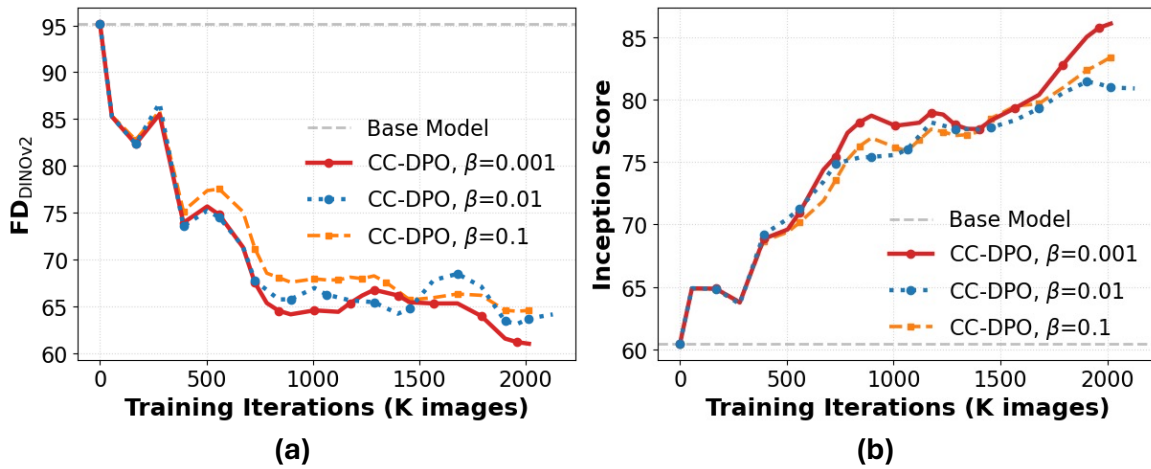 95
90
85
80
75
70
65
60
FD_DINOv2
Base Model
CC-DPO, β=0.001
CC-DPO, β=0.01
CC-DPO, β=0.1
0 500 1000 1500 2000
Training Iterations (K images)
(a)
85
80
75
70
65
60
Inception Score
Base Model
CC-DPO, β=0.001
CC-DPO, β=0.01
CC-DPO, β=0.1
0 500 1000 1500 2000
Training Iterations (K images)
(b)